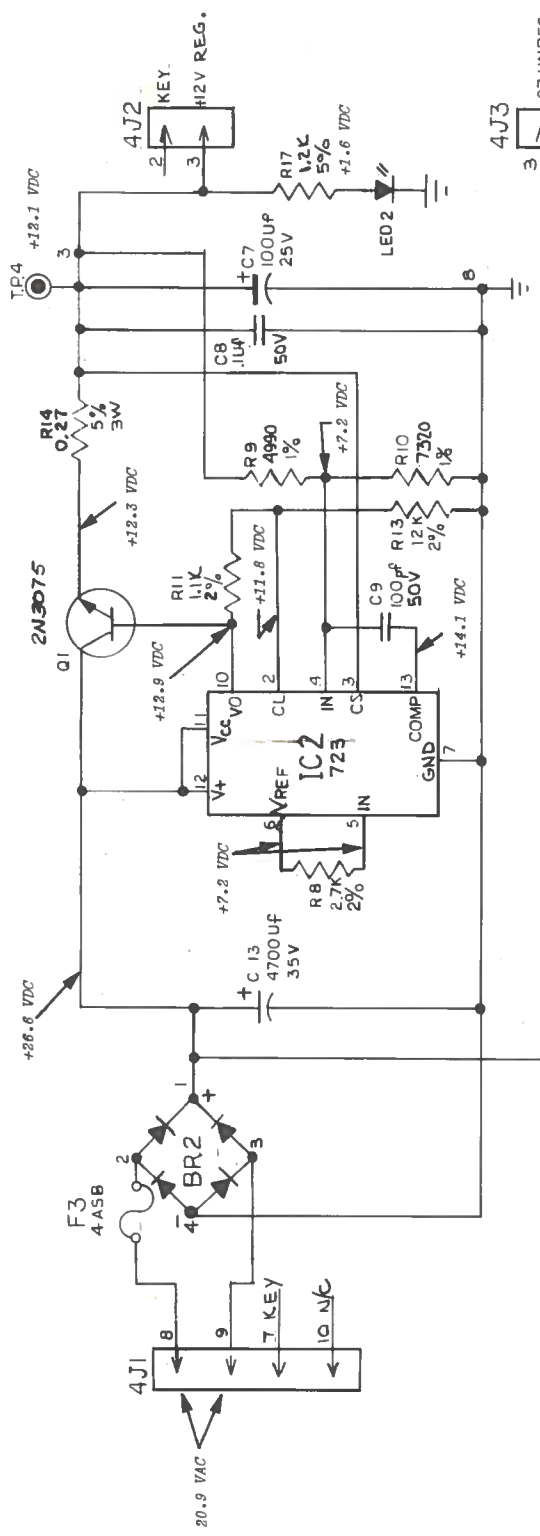 20.9 VAC
4J1
8
9
7 KEY
10 N/C
F3
4 ASB
2
BR2
1
+
3
4
-
+26.6 VDC
+
C 13
4700Uf
35V
+7.2 VDC
R8
2.7K
2%
6
VREF
5
IN
12
V+
11
VCC
IC2
723
10
VO
2
CL
4
IN
3
CS
13
COMP
GND
7
Q1
2N3075
+12.9 VDC
R11
1.1K
2%
+11.8 VDC
C9
100pf
50V
+14.1 VDC
R13
12K
2%
R9
4990
1%
+7.2 VDC
R10
7320
1%
+12.3 VDC
R14
0.27
5%
3W
C8
.1Uf
50V
T.P.4
+12.1 VDC
3
+
C7
100Uf
25V
8
4J2
2
KEY
3
+12V REG.
R17
1.2K
5%
+1.6 VDC
LED2
4J3
3